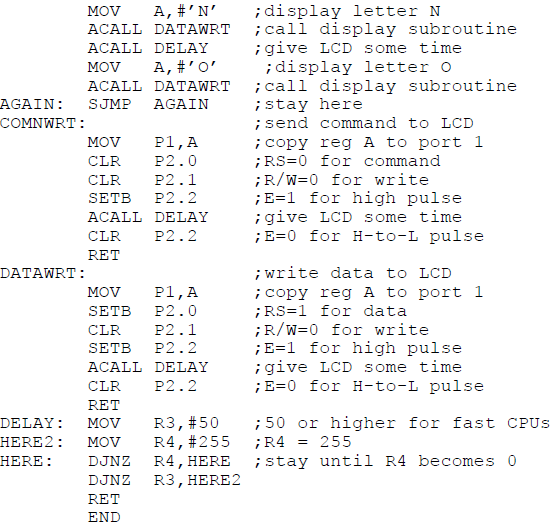 MOV A,#'N' ;display letter N
ACALL DATAWRT ;call display subroutine
ACALL DELAY ;give LCD some time
MOV A,#'O' ;display letter O
ACALL DATAWRT ;call display subroutine
AGAIN: SJMP AGAIN ;stay here
COMNWRT: ;send command to LCD
MOV P1,A ;copy reg A to port 1
CLR P2.0 ;RS=0 for command
CLR P2.1 ;R/W=0 for write
SETB P2.2 ;E=1 for high pulse
ACALL DELAY ;give LCD some time
CLR P2.2 ;E=0 for H-to-L pulse
RET
DATAWRT: ;write data to LCD
MOV P1,A ;copy reg A to port 1
SETB P2.0 ;RS=1 for data
CLR P2.1 ;R/W=0 for write
SETB P2.2 ;E=1 for high pulse
ACALL DELAY ;give LCD some time
CLR P2.2 ;E=0 for H-to-L pulse
RET
DELAY: MOV R3,#50 ;50 or higher for fast CPUs
HERE2: MOV R4,#255 ;R4 = 255
HERE: DJNZ R4,HERE ;stay until R4 becomes 0
DJNZ R3,HERE2
RET
END